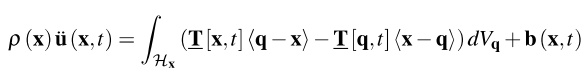 ρ(𝐱)𝐮̈(𝐱,t) = ∫_{ℋ_𝐱} (𝐓̲[𝐱,t]⟨𝐪−𝐱⟩ − 𝐓̲[𝐪,t]⟨𝐱−𝐪⟩) dV_𝐪 + 𝐛(𝐱,t)